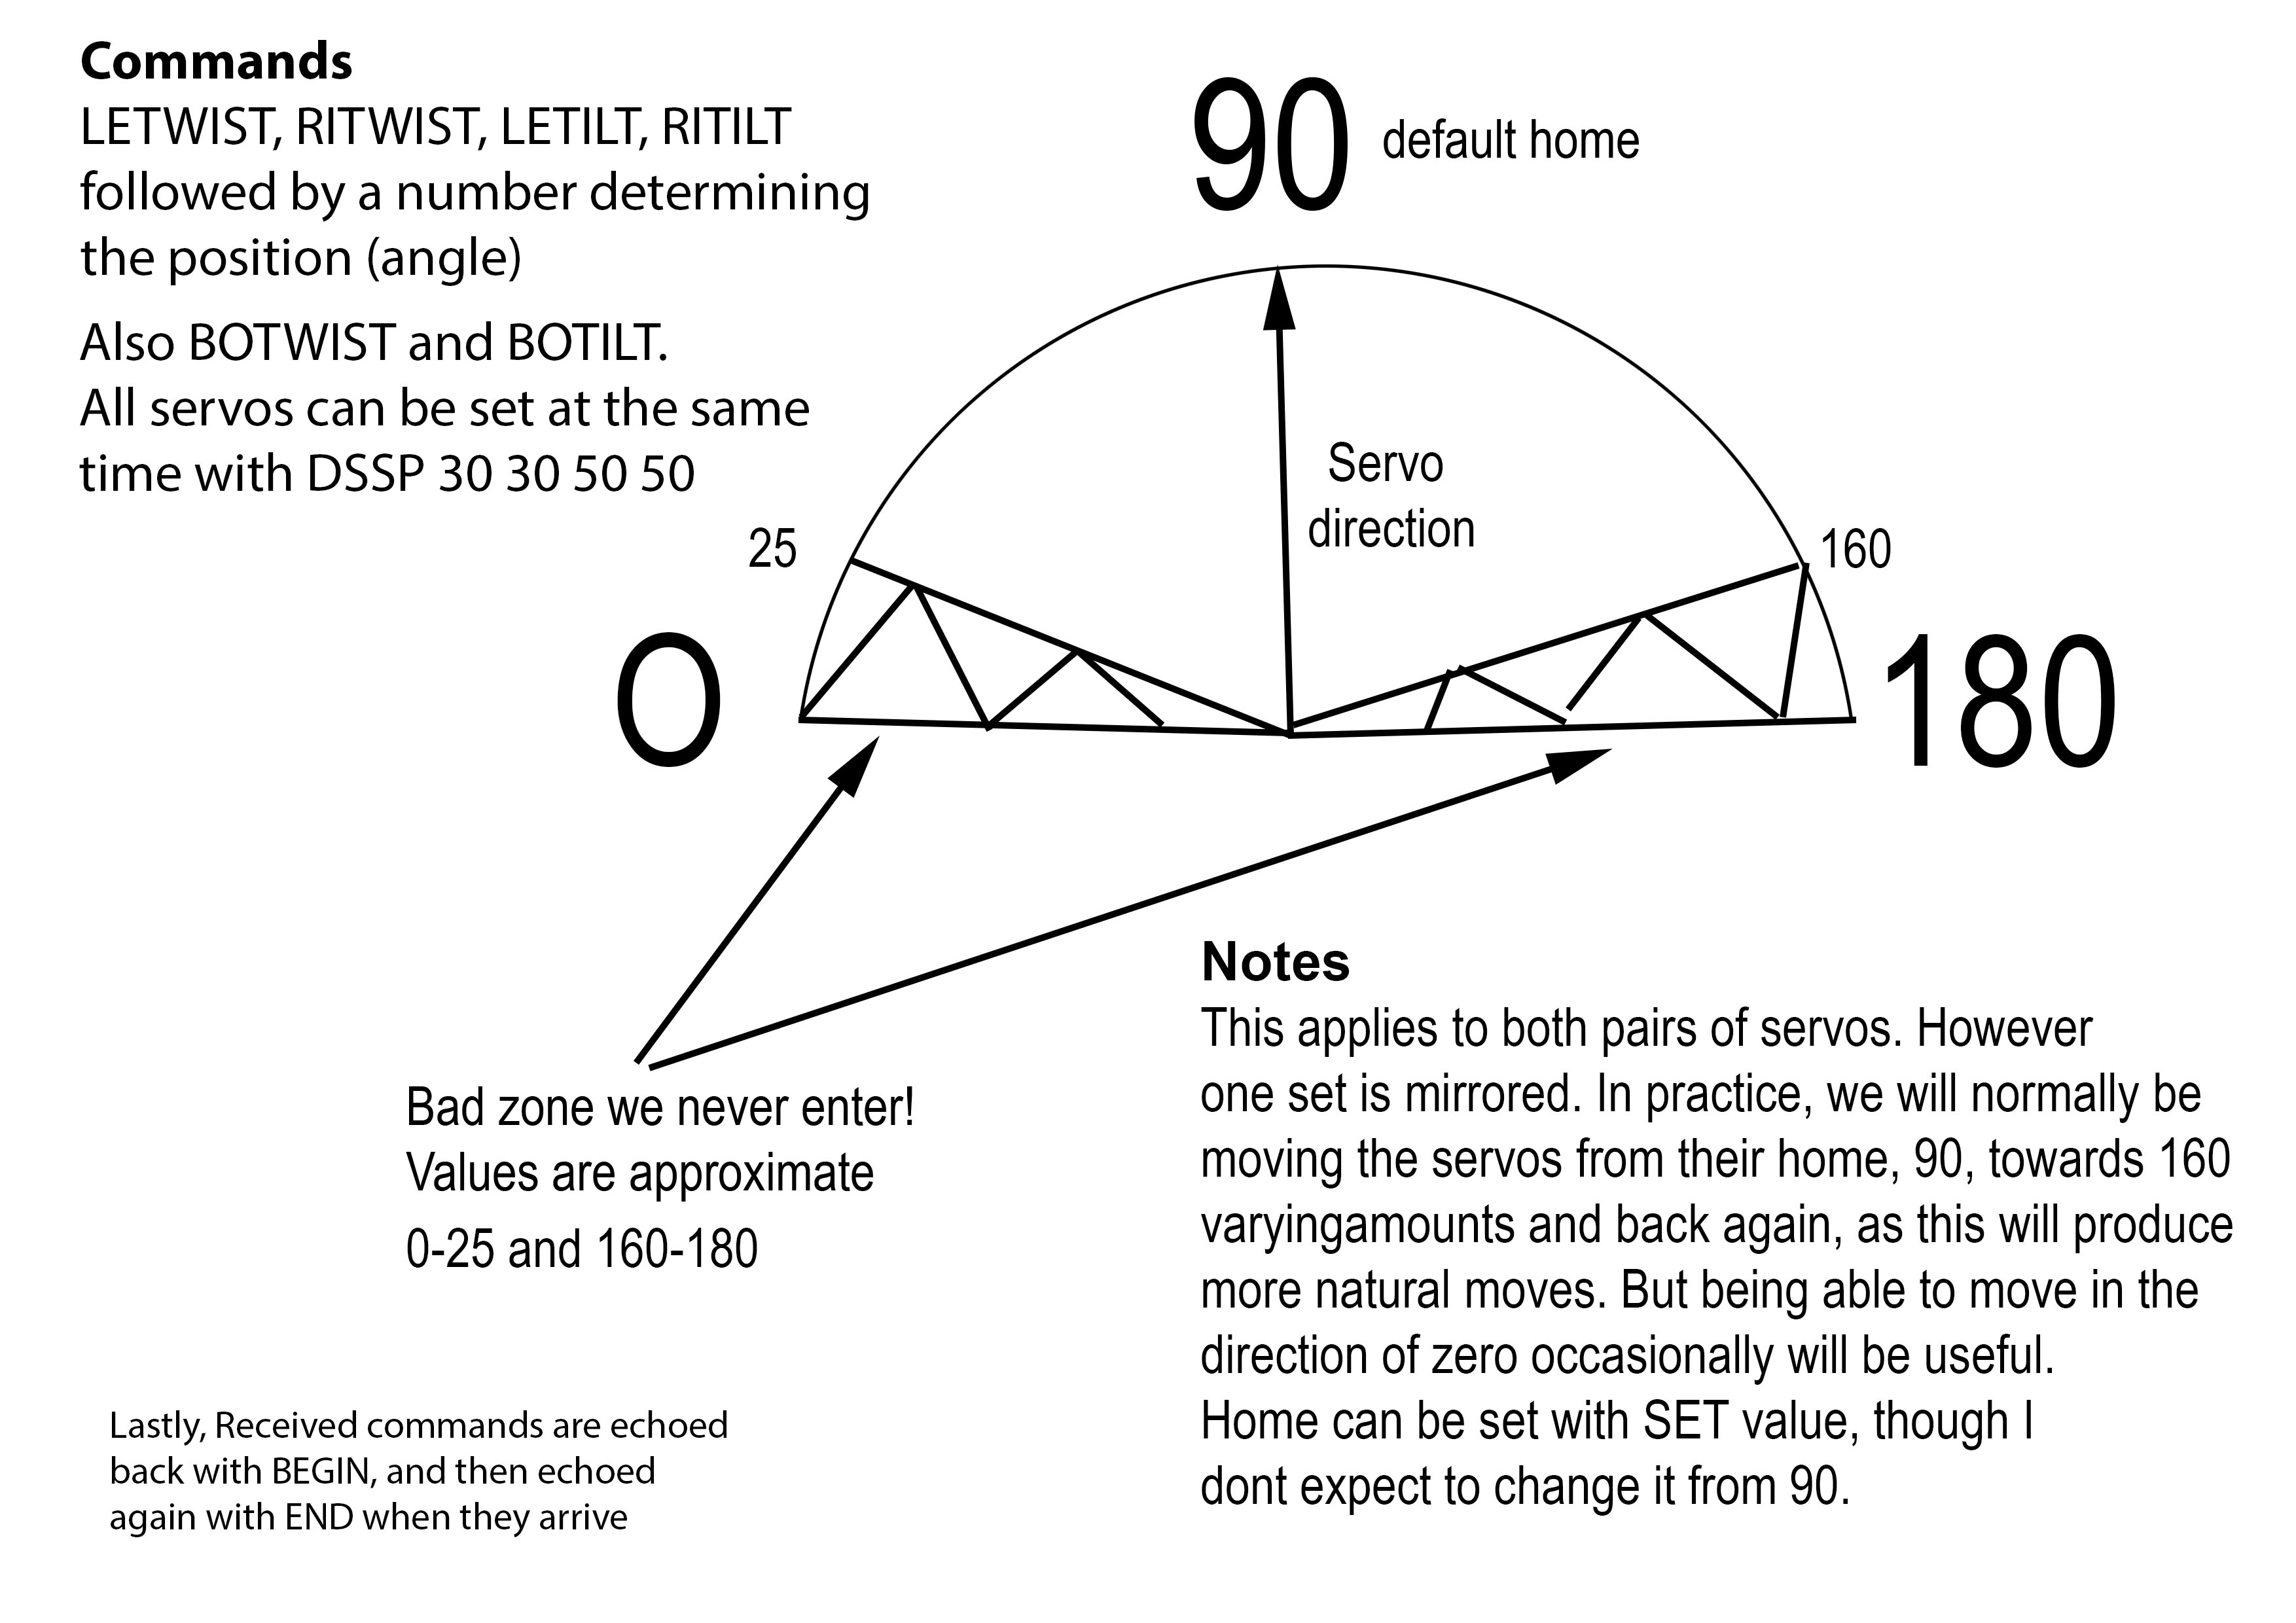 Commands
LETWIST, RITWIST, LETILT, RITILT
followed by a number determining
the position (angle)
Also BOTWIST and BOTILT.
All servos can be set at the same
time with DSSP 30 30 50 50
90
default home
Servo
direction
25
160
O
180
Bad zone we never enter!
Values are approximate
0-25 and 160-180
Notes
This applies to both pairs of servos. However
one set is mirrored. In practice, we will normally be
moving the servos from their home, 90, towards 160
varyingamounts and back again, as this will produce
more natural moves. But being able to move in the
direction of zero occasionally will be useful.
Home can be set with SET value, though I
dont expect to change it from 90.
Lastly, Received commands are echoed
back with BEGIN, and then echoed
again with END when they arrive